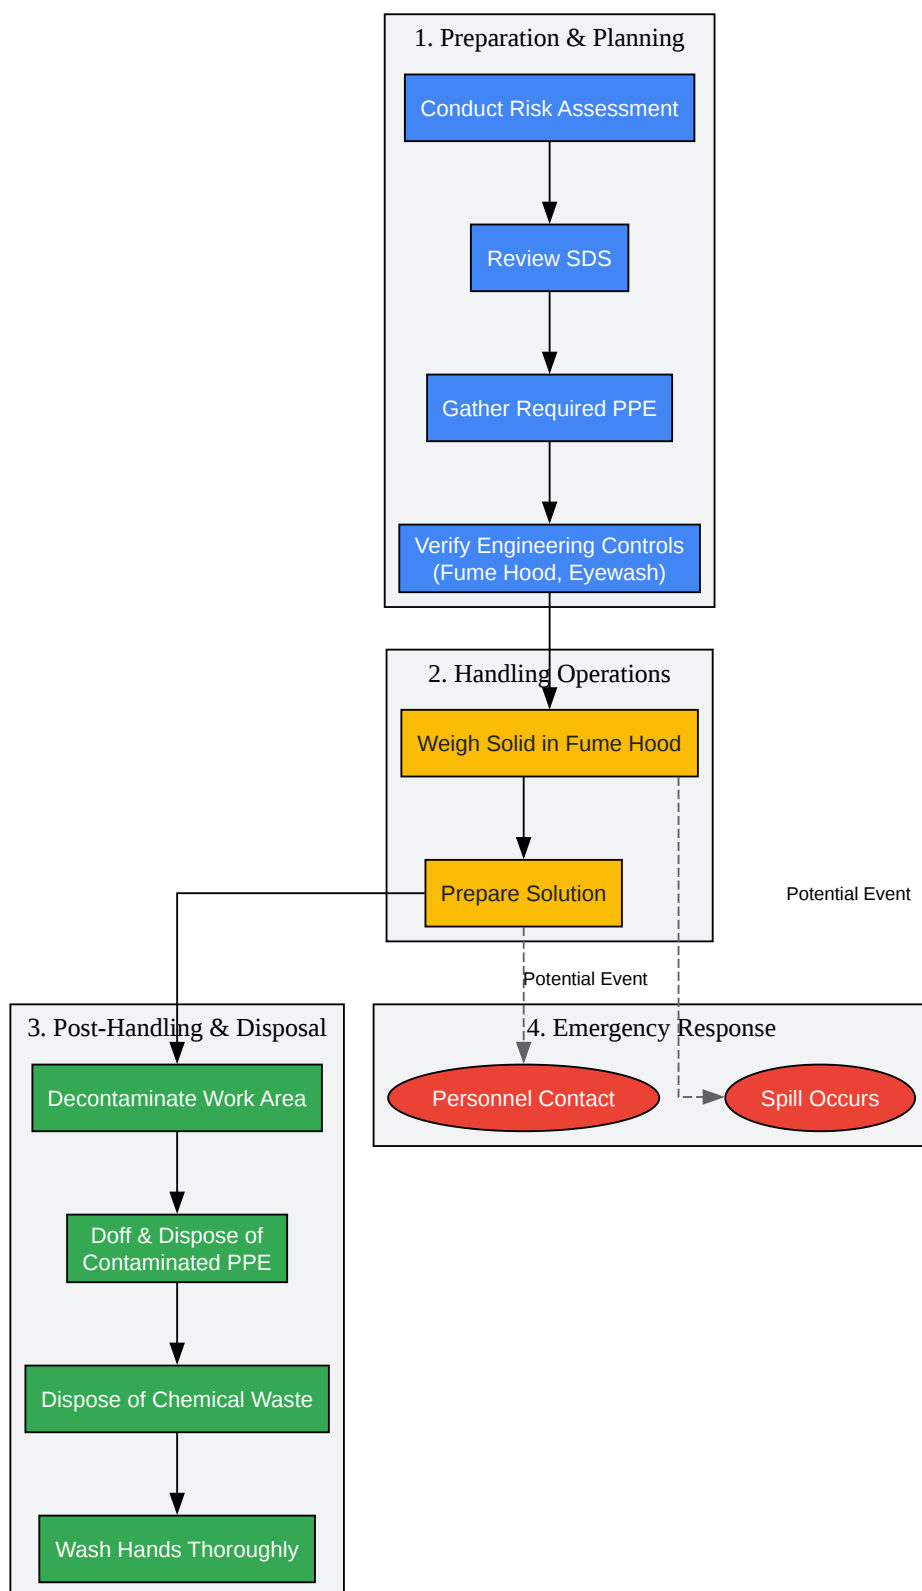 1. Preparation & Planning
Conduct Risk Assessment
Review SDS
Gather Required PPE
Verify Engineering Controls
(Fume Hood, Eyewash)
2. Handling Operations
Weigh Solid in Fume Hood
Prepare Solution
Potential Event
Potential Event
3. Post-Handling & Disposal
Decontaminate Work Area
Doff & Dispose of
Contaminated PPE
Dispose of Chemical Waste
Wash Hands Thoroughly
4. Emergency Response
Personnel Contact
Spill Occurs